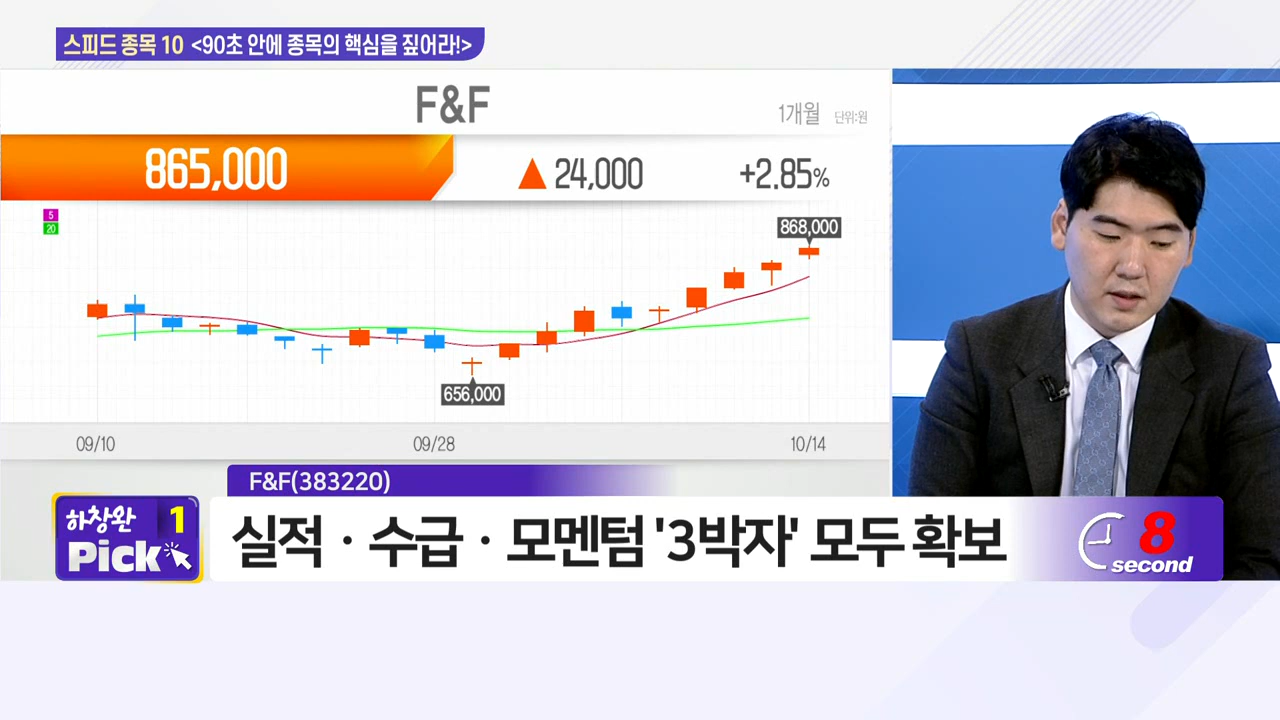 스피드 종목 10 <90초 안에 종목의 핵심을 짚어라!>
F&F
1개월 단위:원
865,000 ▲ 24,000 +2.85%
5
20
868,000
656,000
09/10 09/28 10/14
F&F(383220)
하창완 1
Pick
실적 · 수급 · 모멘텀 '3박자' 모두 확보
8
second